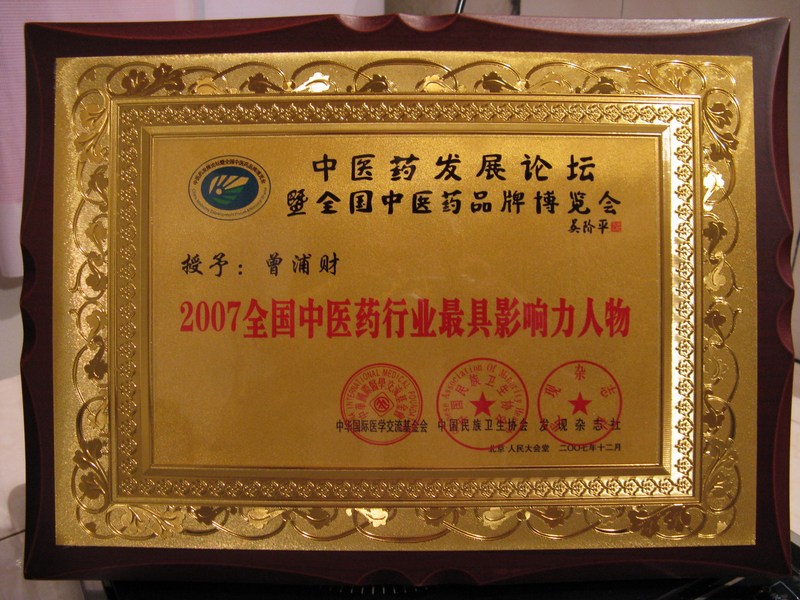 中医药发展论坛
暨全国中医药品牌博览会
吴阶平
授予：曾浦财
2007全国中医药行业最具影响力人物
中华国际医学交流基金会 中国民族卫生协会 发现杂志社
北京·人民大会堂 二〇〇七年十二月